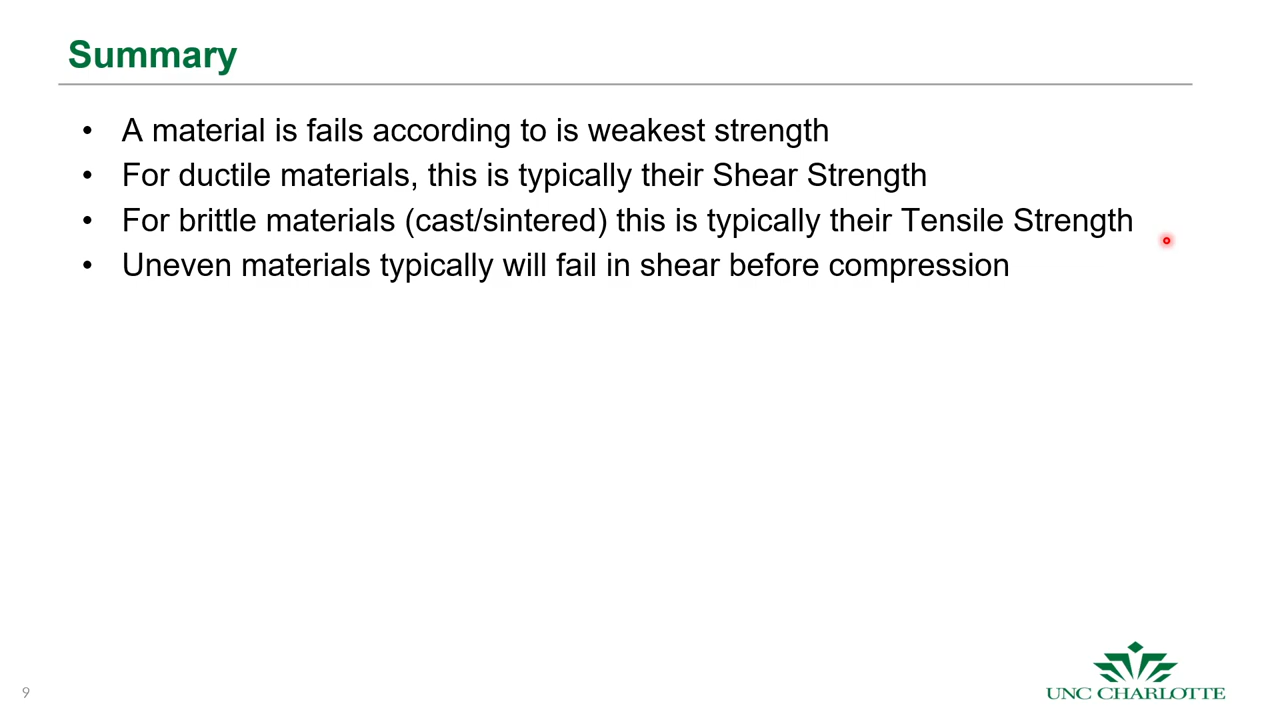 Summary
• A material is fails according to is weakest strength
• For ductile materials, this is typically their Shear Strength
• For brittle materials (cast/sintered) this is typically their Tensile Strength
• Uneven materials typically will fail in shear before compression
9
UNC CHARLOTTE